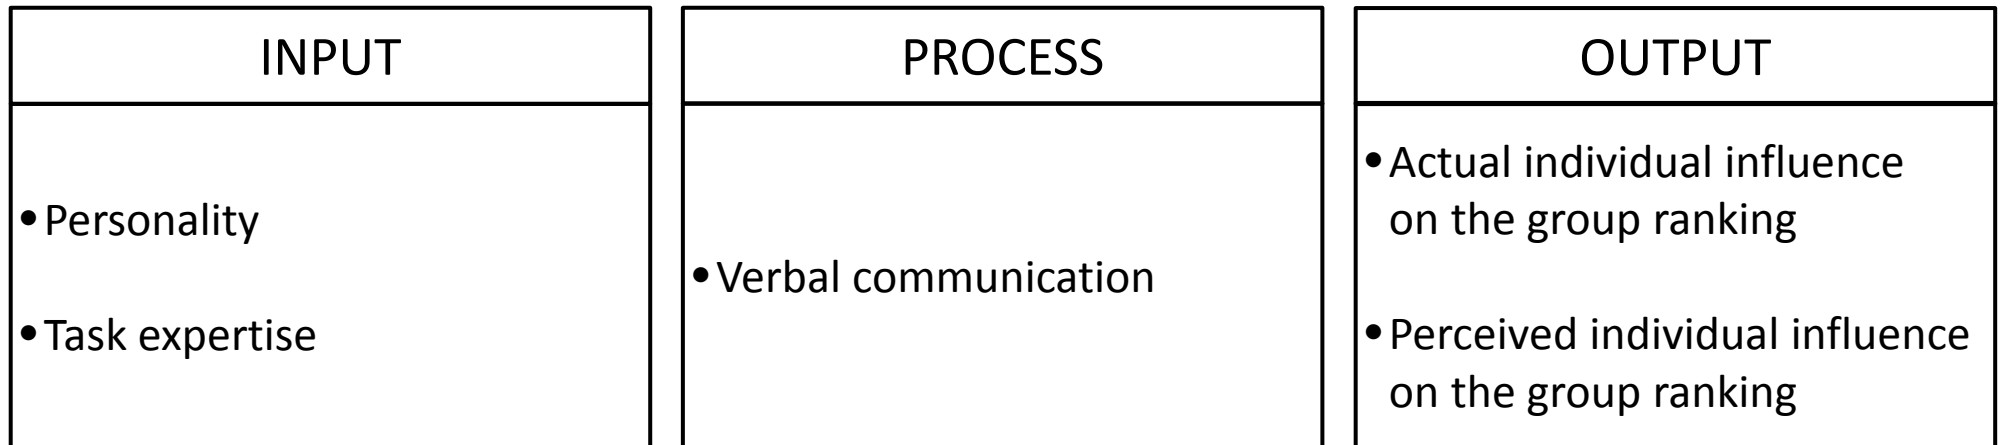 INPUT
• Personality
• Task expertise
PROCESS
• Verbal communication
OUTPUT
• Actual individual influence
on the group ranking
• Perceived individual influence
on the group ranking